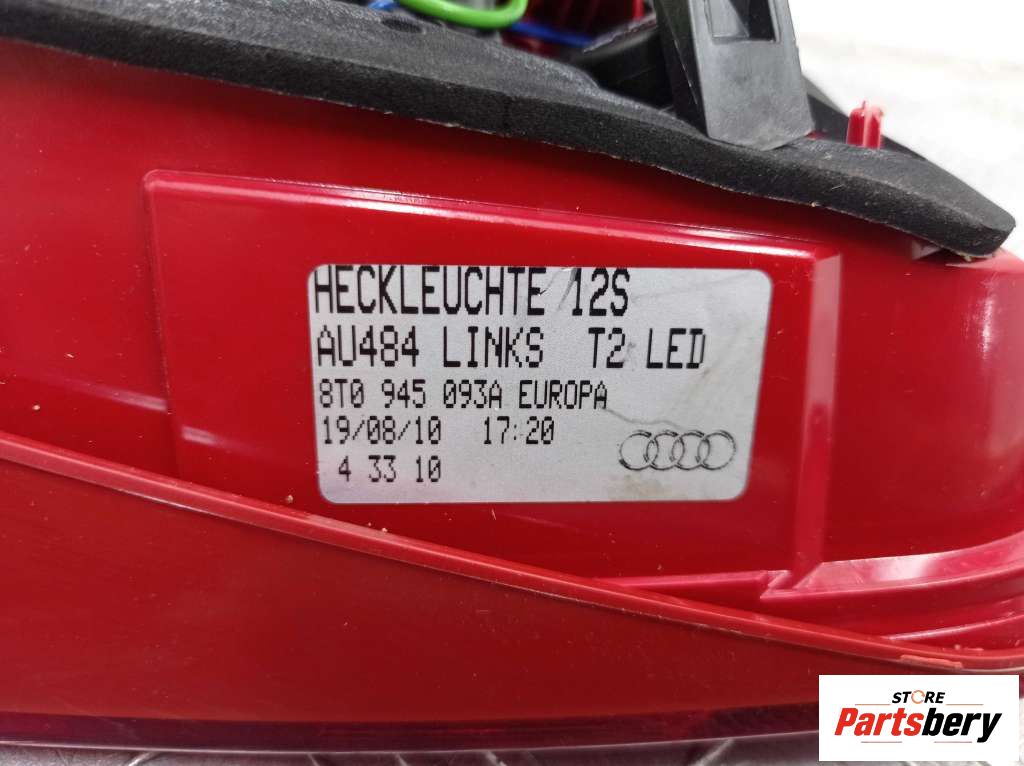 HECKLEUCHTE 12S
AU484 LINKS T2 LED
8T0 945 093A EUROPA
19/08/10 17:20
4 33 10
STORE
Partsbery